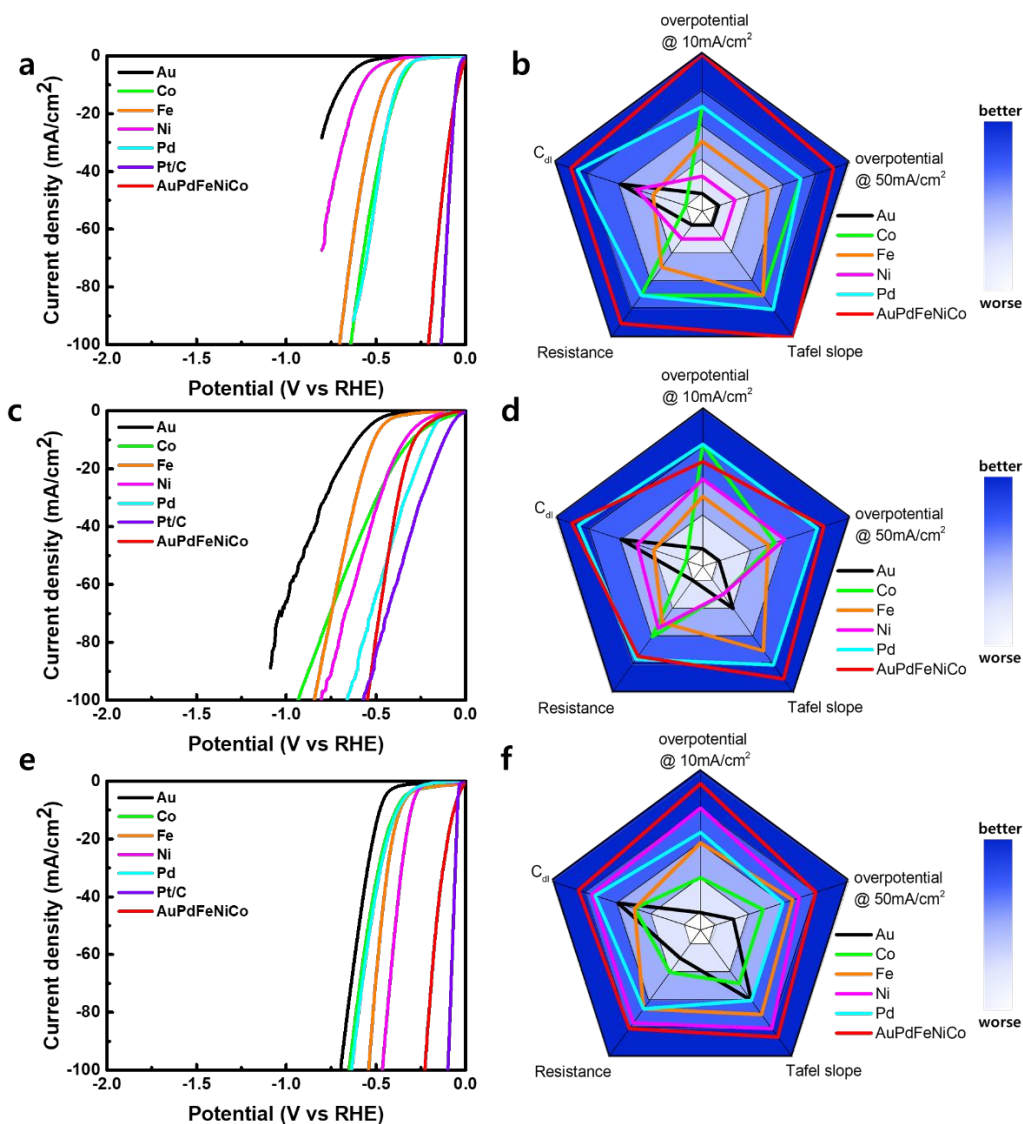 a
Current density (mA/cm²)
0
-20
-40
-60
-80
-100
-2.0
-1.5
-1.0
-0.5
0.0
Potential (V vs RHE)
Au
Co
Fe
Ni
Pd
Pt/C
AuPdFeNiCo
b
overpotential
@ 10mA/cm²
Cdl
overpotential
@ 50mA/cm²
Resistance
Tafel slope
Au
Co
Fe
Ni
Pd
AuPdFeNiCo
better
worse
c
Current density (mA/cm²)
0
-20
-40
-60
-80
-100
-2.0
-1.5
-1.0
-0.5
0.0
Potential (V vs RHE)
Au
Co
Fe
Ni
Pd
Pt/C
AuPdFeNiCo
d
overpotential
@ 10mA/cm²
Cdl
overpotential
@ 50mA/cm²
Resistance
Tafel slope
Au
Co
Fe
Ni
Pd
AuPdFeNiCo
better
worse
e
Current density (mA/cm²)
0
-20
-40
-60
-80
-100
-2.0
-1.5
-1.0
-0.5
0.0
Potential (V vs RHE)
Au
Co
Fe
Ni
Pd
Pt/C
AuPdFeNiCo
f
overpotential
@ 10mA/cm²
Cdl
overpotential
@ 50mA/cm²
Resistance
Tafel slope
Au
Co
Fe
Ni
Pd
AuPdFeNiCo
better
worse